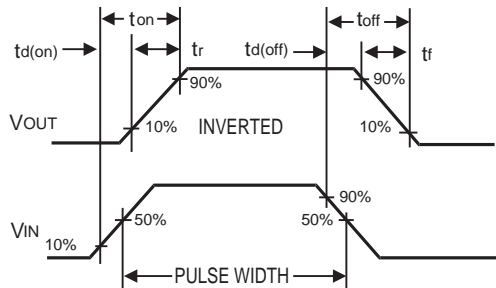 ton toff
td(on) tr td(off) tf
90% 90%
VOUT 10% INVERTED 10%
90%
50% 50%
VIN 10%
PULSE WIDTH